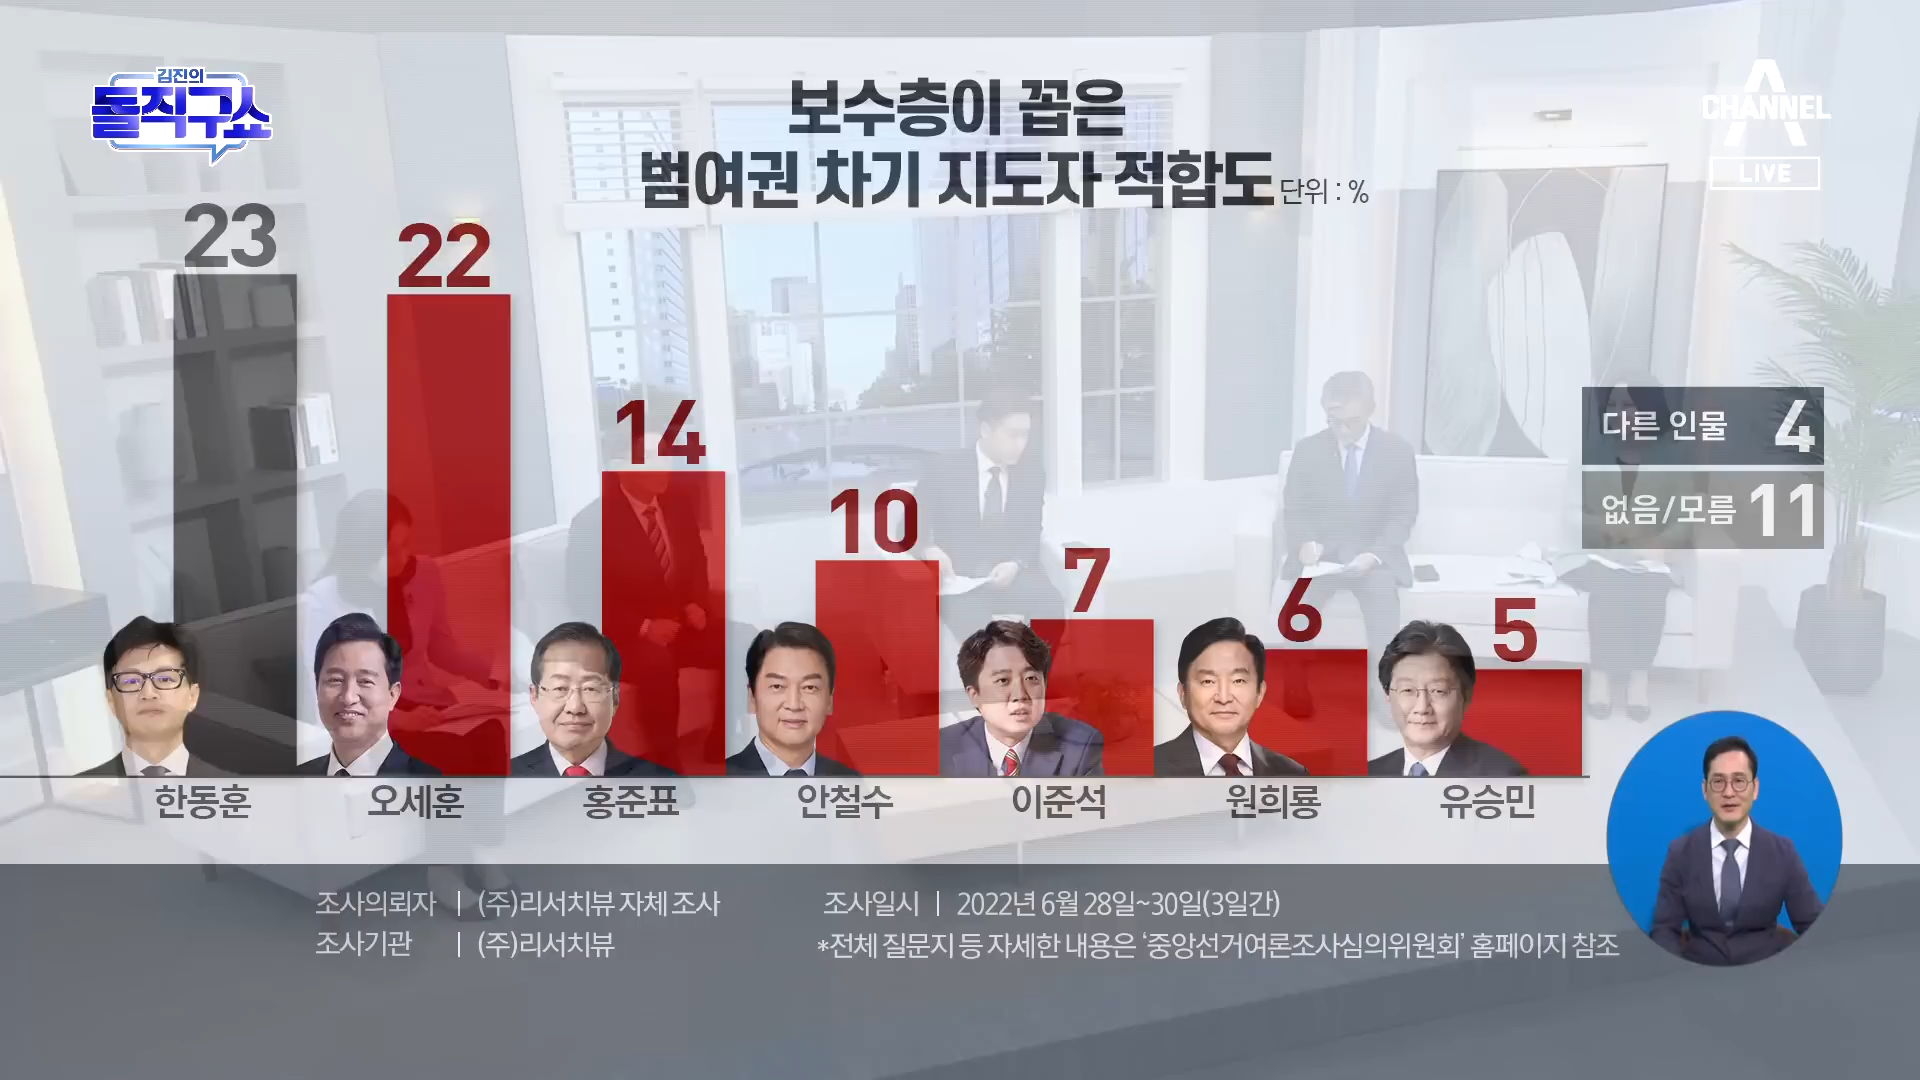 김진의
돌직구쇼
CHANNEL A
LIVE
보수층이 꼽은
범여권 차기 지도자 적합도 단위 : %
23
22
14
10
7
6
5
다른 인물 4
없음/모름 11
한동훈
오세훈
홍준표
안철수
이준석
원희룡
유승민
조사의뢰자 | (주)리서치뷰 자체 조사
조사일시 | 2022년 6월 28일~30일(3일간)
조사기관 | (주)리서치뷰
*전체 질문지 등 자세한 내용은 '중앙선거여론조사심의위원회' 홈페이지 참조